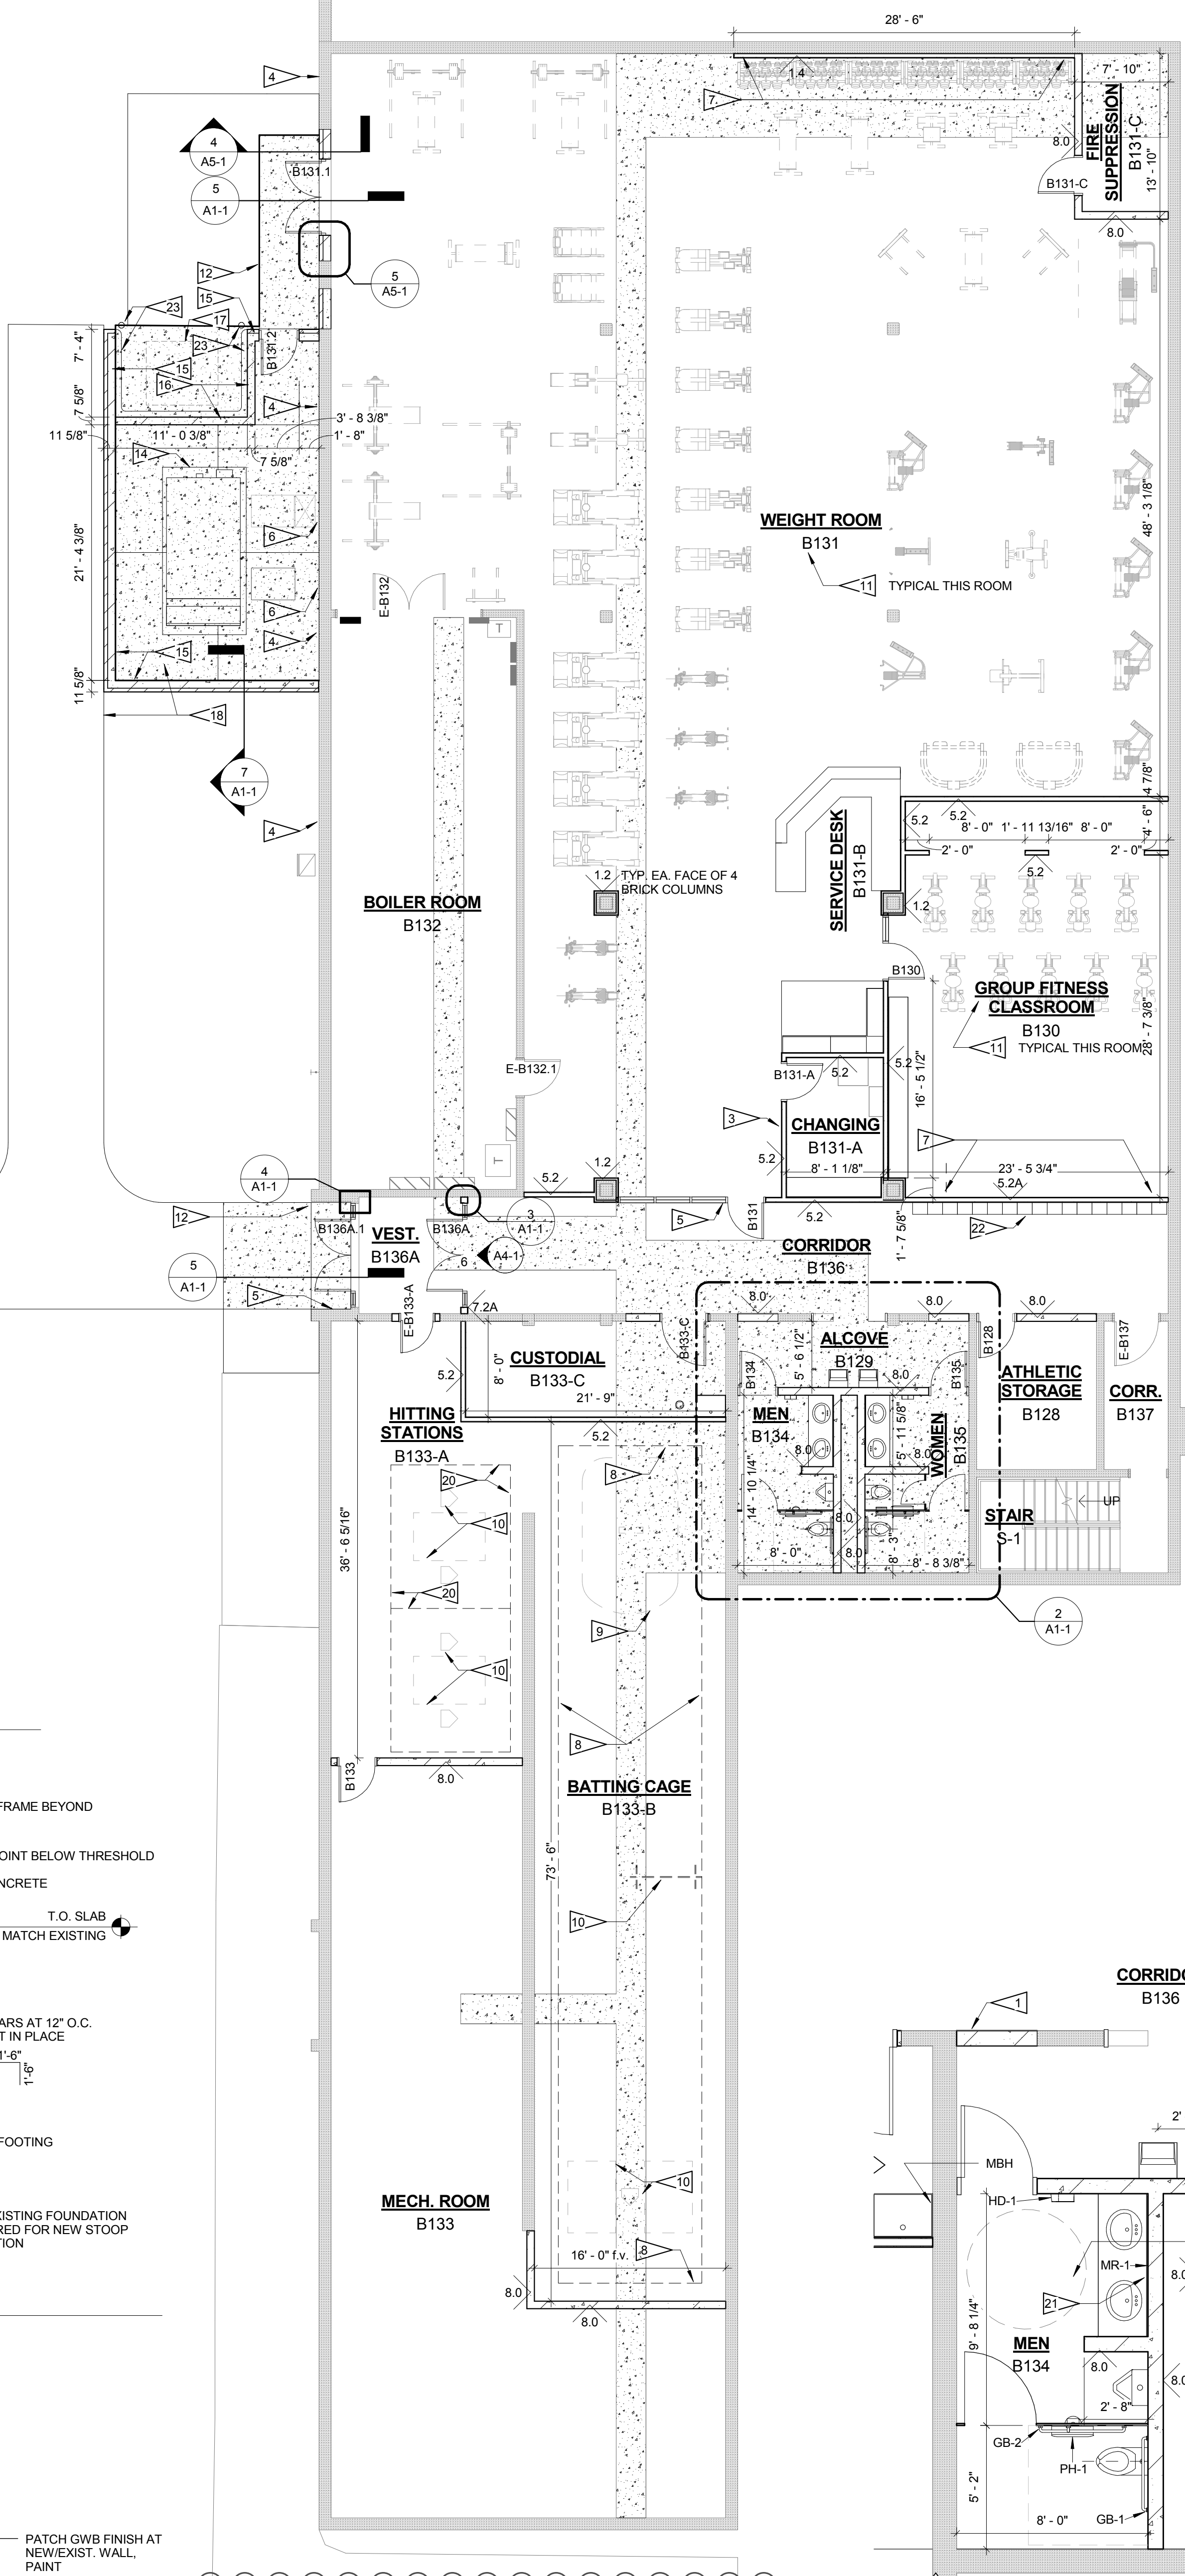 28' - 6"
4
1.4
7' - 10"
7
FIRE
SUPPRESSION
B131-C
13' - 10"
4
A5-1
B131.1
8.0
5
A1-1
B131-C
8.0
12
5
A5-1
15
23
17
23
B131.2
7' - 4"
15
16
7 5/8"
4
3' - 8 3/8"
11 5/8"
11' - 0 3/8"
1' - 8"
14
7 5/8"
48' - 3 1/8"
WEIGHT ROOM
B131
6
21' - 4 3/8"
11
TYPICAL THIS ROOM
E-B132
6
T
4
15
11 5/8"
18
7
A1-1
4 7/8"
4
5.2
5.2
8' - 0"
1' - 11 13/16"
8' - 0"
4' - 6"
2' - 0"
2' - 0"
5.2
1.2
TYP. EA. FACE OF 4
BRICK COLUMNS
SERVICE DESK
B131-B
BOILER ROOM
B132
1.2
B130
GROUP FITNESS
CLASSROOM
B130
11
TYPICAL THIS ROOM
28' - 7 3/8"
E-B132.1
B131-A
5.2
5.2
16' - 5 1/2"
3
CHANGING
B131-A
7
T
5.2
8' - 1 1/8"
23' - 5 3/4"
4
A1-1
5.2
1.2
5.2A
12
B136A.1
B136A
3
A1-1
5
B131
5.2
22
VEST.
B136A
CORRIDOR
B136
1' - 7 5/8"
6
A4-1
5
A1-1
5
E-B133-A
7.2A
8.0
8.0
8.0
B133-C
ALCOVE
B129
B128
E-B137
CUSTODIAL
B133-C
5' - 6 1/2"
5.2
8' - 0"
B134
8.0
B135
ATHLETIC
STORAGE
B128
CORR.
B137
21' - 9"
HITTING
STATIONS
B133-A
MEN
B134
5.2
5' - 11 5/8"
WOMEN
B135
8.0
8.0
20
8
14' - 10 1/4"
UP
STAIR
S-1
10
8.0
36' - 6 5/16"
8' - 0"
8.0
8' - 3"
8' - 8 3/8"
20
2
A1-1
9
10
8
B133
8.0
BATTING CAGE
B133-B
FRAME BEYOND
OINT BELOW THRESHOLD
73' - 6"
NCRETE
T.O. SLAB
MATCH EXISTING
10
CORRIDO
B136
ARS AT 12" O.C.
T IN PLACE
1
1'-6"
1'-6"
2'
FOOTING
MBH
10
MECH. ROOM
B133
HD-1
XISTING FOUNDATION
RED FOR NEW STOOP
TION
16' - 0" f.v.
8
MR-1
8.0
8.0
21
8.0
9' - 8 1/4"
MEN
B134
8.0
8.0
2' - 8"
GB-2
PH-1
5' - 2"
8' - 0"
GB-1
PATCH GWB FINISH AT
NEW/EXIST. WALL,
PAINT